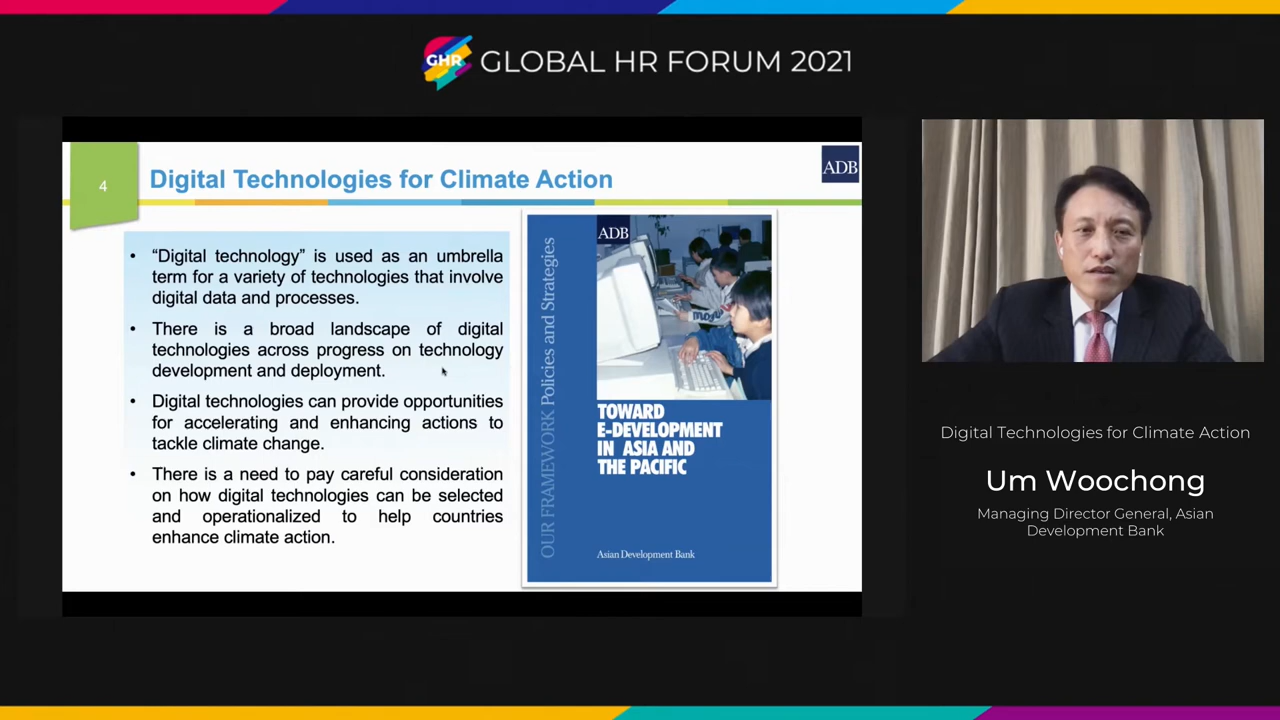 GHR GLOBAL HR FORUM 2021
4
Digital Technologies for Climate Action
ADB
• “Digital technology” is used as an umbrella
term for a variety of technologies that involve
digital data and processes.
• There is a broad landscape of digital
technologies across progress on technology
development and deployment.
• Digital technologies can provide opportunities
for accelerating and enhancing actions to
tackle climate change.
• There is a need to pay careful consideration
on how digital technologies can be selected
and operationalized to help countries
enhance climate action.
OUR FRAMEWORK Policies and Strategies
ADB
TOWARD
E-DEVELOPMENT
IN ASIA AND
THE PACIFIC
Asian Development Bank
Digital Technologies for Climate Action
Um Woochong
Managing Director General, Asian
Development Bank